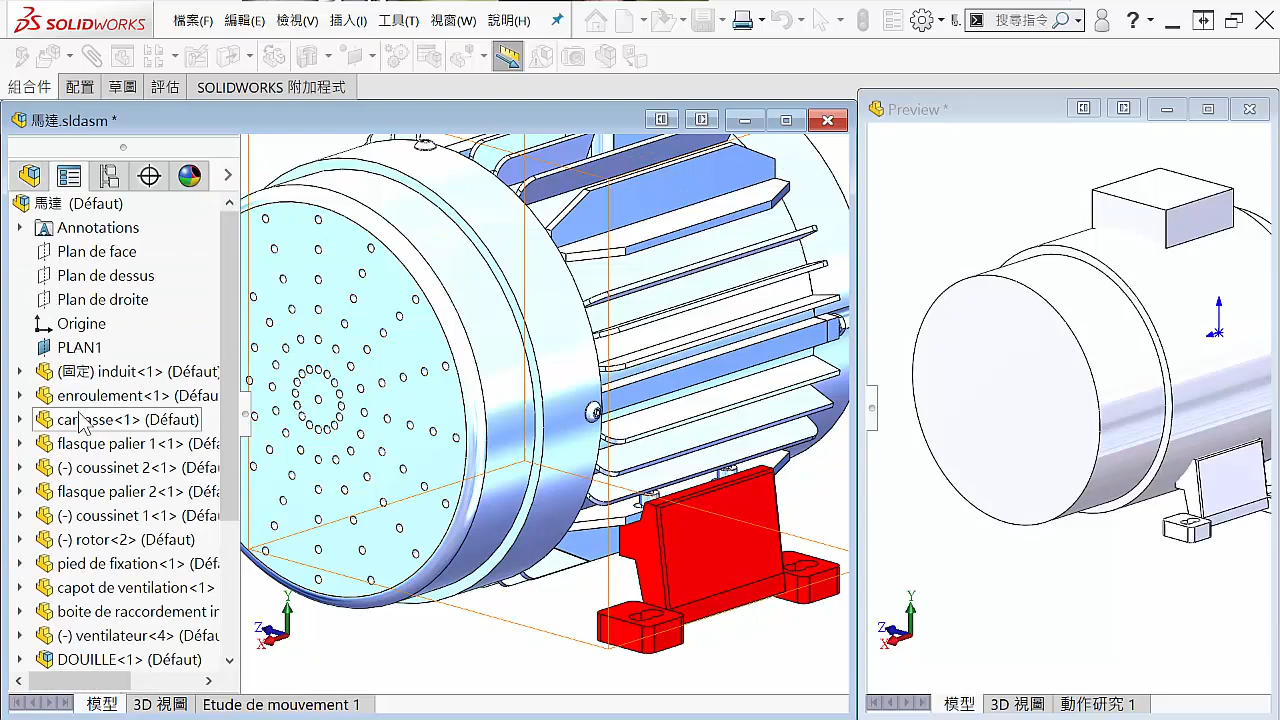 SOLIDWORKS
檔案(F) 編輯(E) 檢視(V) 插入(I) 工具(T) 視窗(W) 說明(H)
搜尋指令
組合件 配置 草圖 評估 SOLIDWORKS 附加程式
馬達.sldasm *
馬達 (Défaut)
Annotations
Plan de face
Plan de dessus
Plan de droite
Origine
PLAN1
(固定) induit<1> (Défaut)
enroulement<1> (Défau
carcasse<1> (Défaut)
flasque palier 1<1> (Défa
(-) coussinet 2<1> (Défau
flasque palier 2<1> (Défa
(-) coussinet 1<1> (Défau
(-) rotor<2> (Défaut)
pied de fixation<1> (Défau
capot de ventilation<1>
boite de raccordement in
(-) ventilateur<4> (Défau
DOUILLE<1> (Défaut)
Y
Z
X
模型 3D 視圖 Etude de mouvement 1
Preview *
Y
Z
X
模型 3D 視圖 動作研究 1